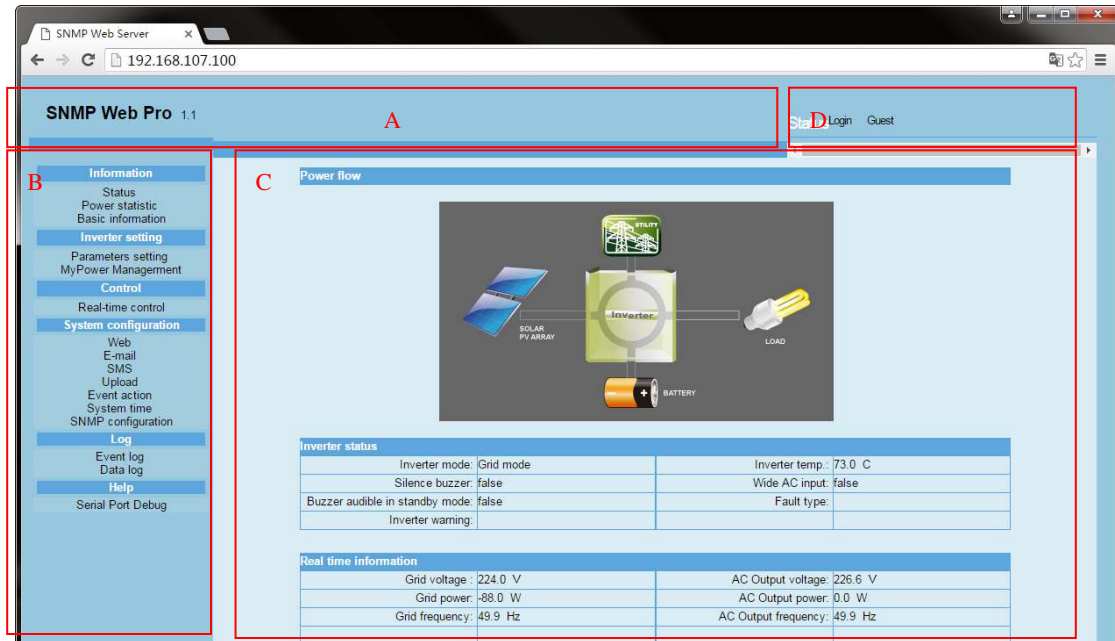 SNMP Web Server
192.168.107.100
SNMP Web Pro 1.1
A
D
Login Guest
B
Information
Status
Power statistic
Basic information
Inverter setting
Parameters setting
MyPower Managerment
Control
Real-time control
System configuration
Web
E-mail
SMS
Upload
Event action
System time
SNMP configuration
Log
Event log
Data log
Help
Serial Port Debug
C
Power flow
UTILITY
SOLAR
PV ARRAY
Inverter
LOAD
BATTERY
Inverter status
Inverter mode: Grid mode Inverter temp.: 73.0 C
Silence buzzer: false Wide AC input: false
Buzzer audible in standby mode: false Fault type:
Inverter warning:
Real time information
Grid voltage : 224.0 V AC Output voltage: 226.6 V
Grid power: -88.0 W AC Output power: 0.0 W
Grid frequency: 49.9 Hz AC Output frequency: 49.9 Hz